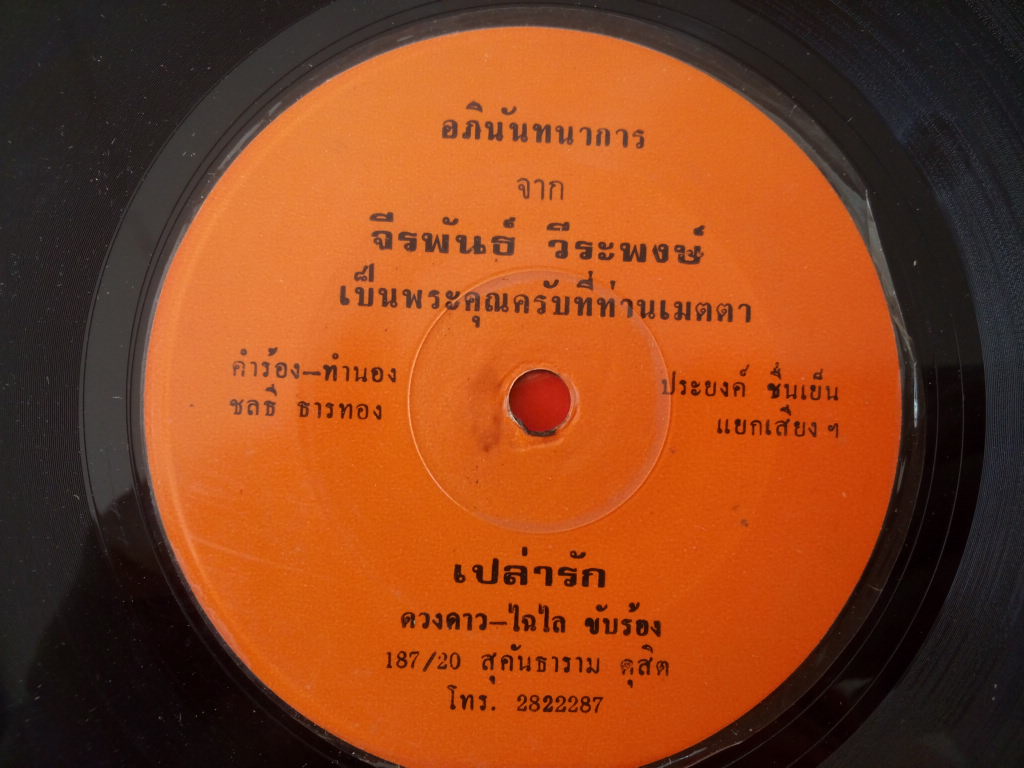 อภินันทนาการ
จาก
จีรพันธ์ วีระพงษ์
เป็นพระคุณครับที่ท่านเมตตา
คำร้อง–ทำนอง
ชลธี ธารทอง
ประยงค์ ชื่นเย็น
แยกเสียงฯ
เปล่ารัก
ดวงดาว–ไฉไล ขับร้อง
187/20 สุคันธาราม ดุสิต
โทร. 2822287